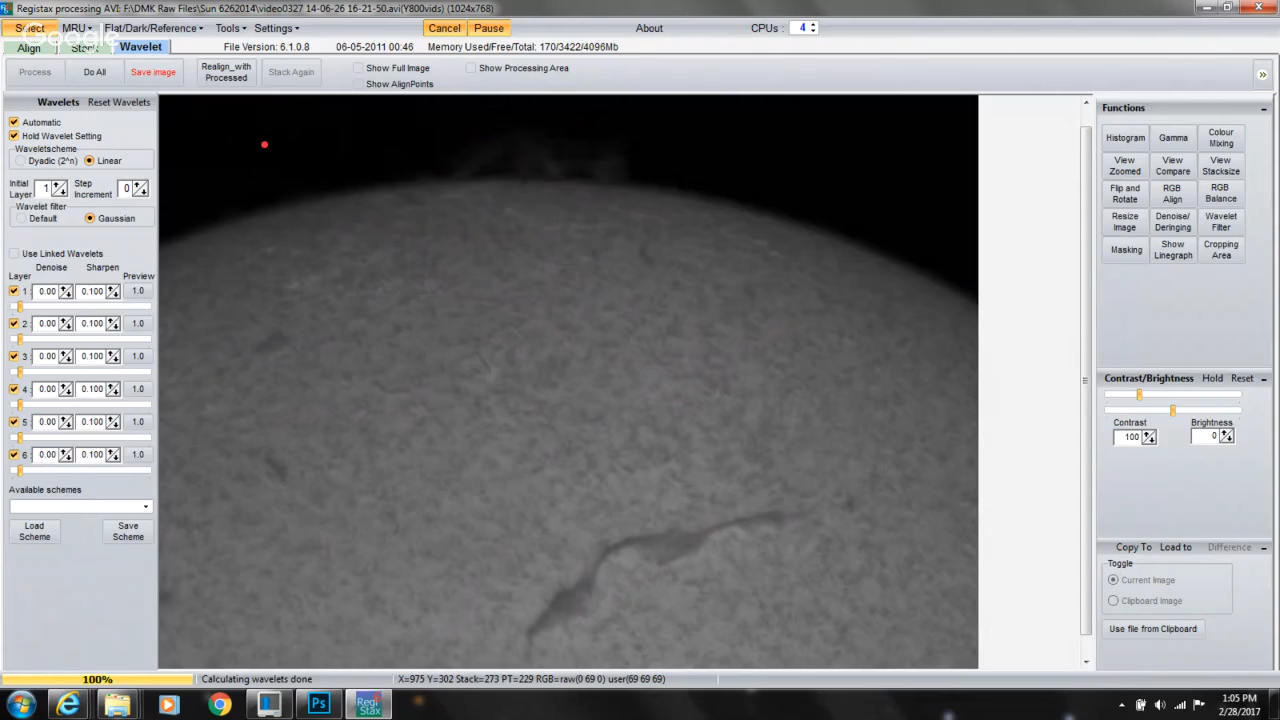 Registax processing AVI: F:\DMK Raw Files\Sun 6262014\video0327 14-06-26 16-21-50.avi(Y800vids) (1024x768)
Select MRU Flat/Dark/Reference Tools Settings Cancel Pause About CPUs: 4
Google
Align Stack Wavelet File Version: 6.1.0.8 06-05-2011 00:46 Memory Used/Free/Total: 170/3422/4096Mb
Process Do All Save image Realign_with Processed Stack Again Show Full Image Show Processing Area
Show AlignPoints
Wavelets Reset Wavelets
Automatic
Hold Wavelet Setting
Waveletscheme
Dyadic (2^n) Linear
Initial Layer 1 Step Increment 0
Wavelet filter
Default Gaussian
Use Linked Wavelets
Denoise Sharpen
Layer Preview
1 : 0.00 0.100 1.0
2 : 0.00 0.100 1.0
3 : 0.00 0.100 1.0
4 : 0.00 0.100 1.0
5 : 0.00 0.100 1.0
6 : 0.00 0.100 1.0
Available schemes
Load Scheme Save Scheme
Functions
Histogram Gamma Colour Mixing
View Zoomed View Compare View Stacksize
Flip and Rotate RGB Align RGB Balance
Resize Image Denoise/ Deringing Wavelet Filter
Masking Show Linegraph Cropping Area
Contrast/Brightness Hold Reset
Contrast Brightness
100 0
Copy To Load to Difference
Toggle
Current Image
Clipboard Image
Use file from Clipboard
100% Calculating wavelets done X=975 Y=302 Stack=273 PT=229 RGB=raw(0 69 0) user(69 69 69)
Ps
Regi Stax
1:05 PM
2/28/2017